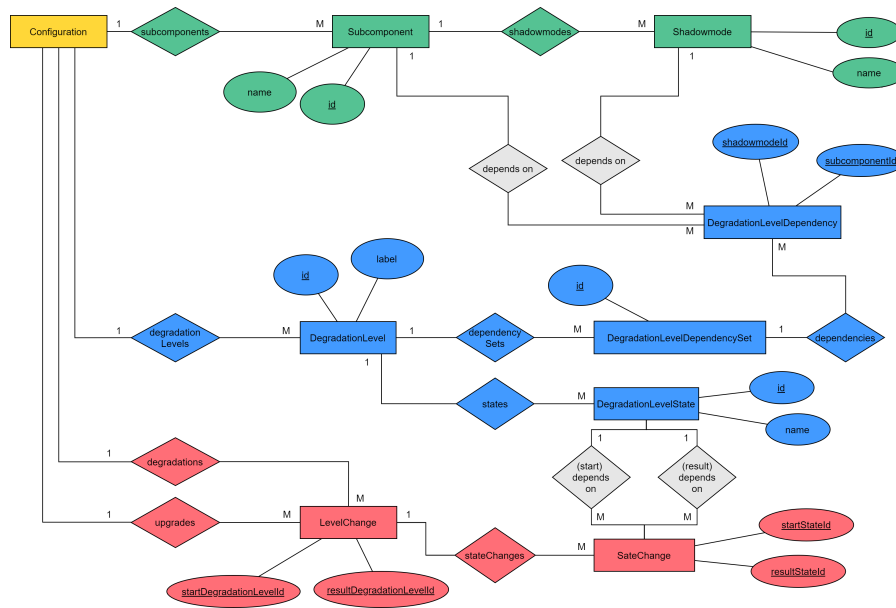 1
M
1
M
Configuration
subcomponents
Subcomponent
shadowmodes
Shadowmode
id
1
1
name
name
id
shadowmodeId
depends on
subcomponentId
depends on
M
DegradationLevelDependency
M
M
label
id
id
1
degradation
Levels
M
DegradationLevel
1
dependency
Sets
M
DegradationLevelDependencySet
1
dependencies
1
M
id
states
DegradationLevelState
name
1
1
1
degradations
(start)
depends
on
(result)
depends
on
M
1
upgrades
M
LevelChange
1
M
M
startStateId
M
stateChanges
SateChange
resultStateId
startDegradationLevelId
resultDegradationLevelId